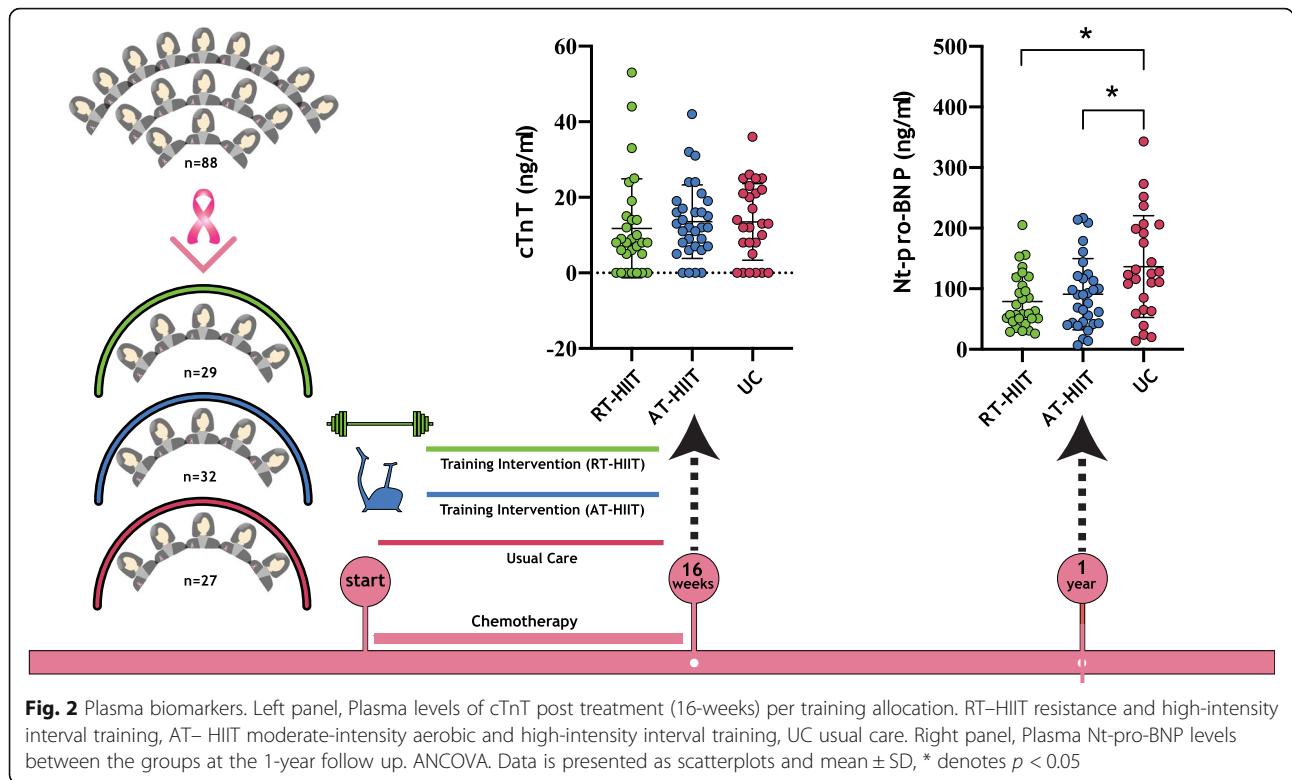 n=88
n=29
n=32
n=27
cTnT (ng/ml)
60
40
20
0
-20
RT-HIIT
AT-HIIT
UC
Nt-pro-BNP (ng/ml)
500
400
300
200
100
0
*
*
RT-HIIT
AT-HIIT
UC
Training Intervention (RT-HIIT)
Training Intervention (AT-HIIT)
Usual Care
start
16
weeks
1
year
Chemotherapy
Fig. 2 Plasma biomarkers. Left panel, Plasma levels of cTnT post treatment (16-weeks) per training allocation. RT–HIIT resistance and high-intensity
interval training, AT– HIIT moderate-intensity aerobic and high-intensity interval training, UC usual care. Right panel, Plasma Nt-pro-BNP levels
between the groups at the 1-year follow up. ANCOVA. Data is presented as scatterplots and mean ± SD, * denotes p < 0.05